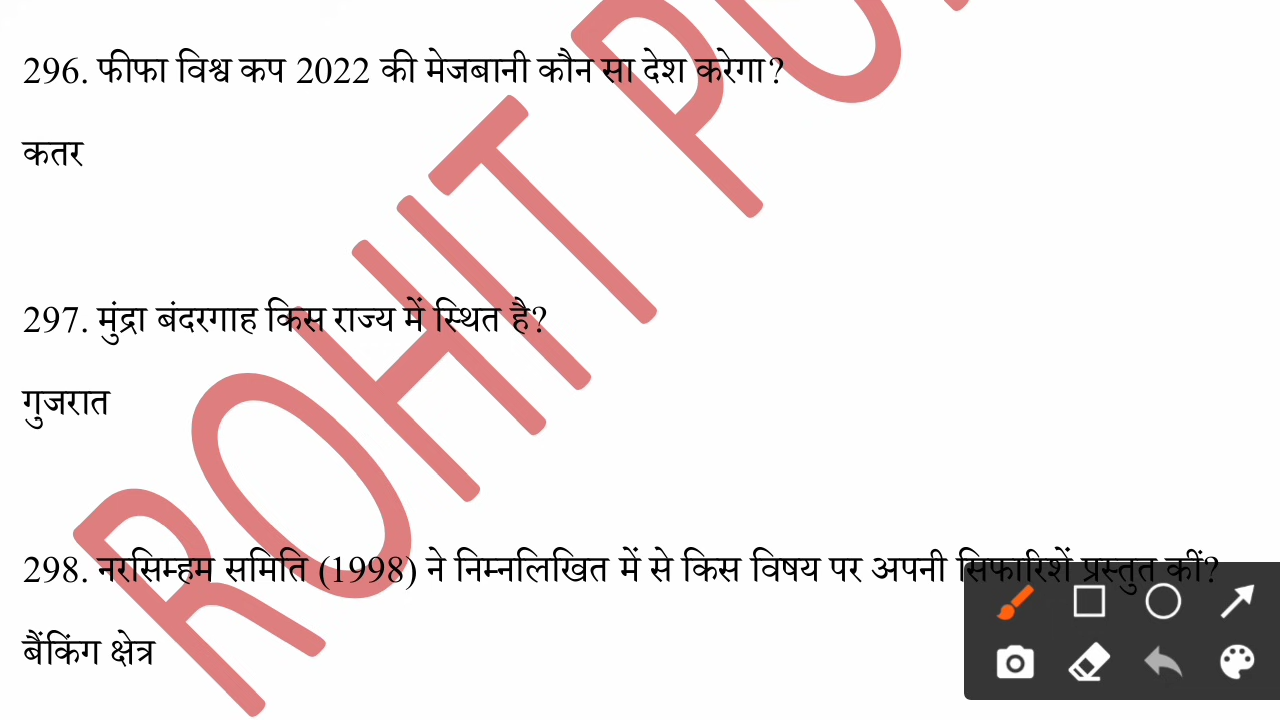 296. फीफा विश्व कप 2022 की मेजबानी कौन सा देश करेगा?
कतर
297. मुंद्रा बंदरगाह किस राज्य में स्थित है?
गुजरात
298. नरसिम्हम समिति (1998) ने निम्नलिखित में से किस विषय पर अपनी सिफारिशें प्रस्तुत कीं?
बैंकिंग क्षेत्र
ROHIT